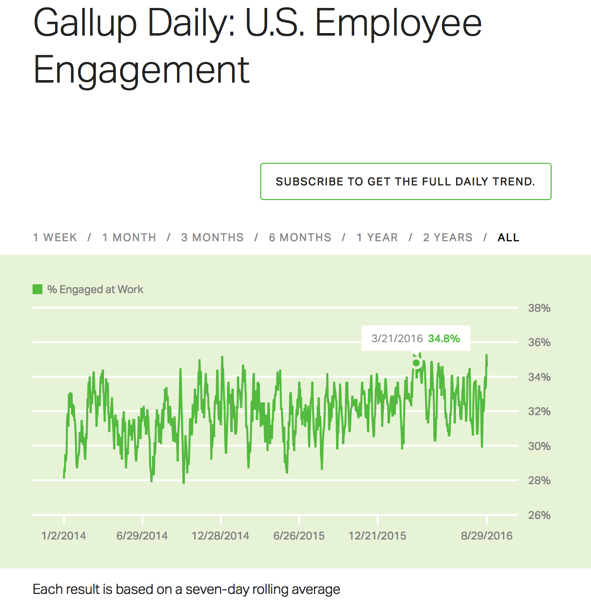 Gallup Daily: U.S. Employee
Engagement
SUBSCRIBE TO GET THE FULL DAILY TREND.
1 WEEK / 1 MONTH / 3 MONTHS / 6 MONTHS / 1 YEAR / 2 YEARS / ALL
% Engaged at Work
38%
3/21/2016 34.8%
36%
34%
32%
30%
28%
26%
1/2/2014 6/29/2014 12/28/2014 6/26/2015 12/21/2015 8/29/2016
Each result is based on a seven-day rolling average